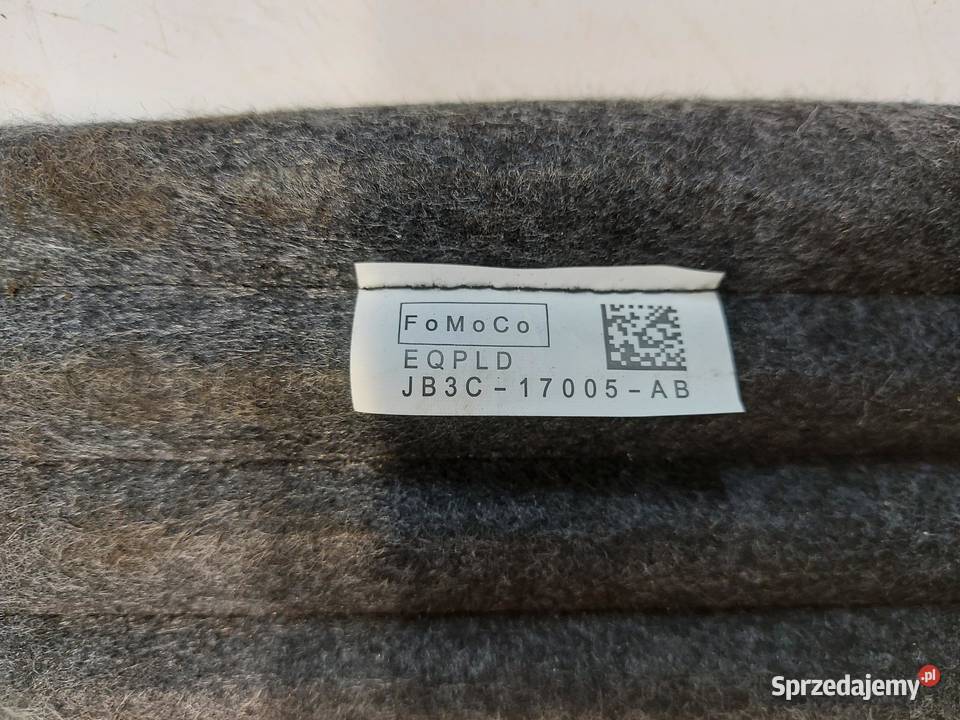 FoMoCo
EQPLD
JB3C-17005-AB
Sprzedajemy.pl